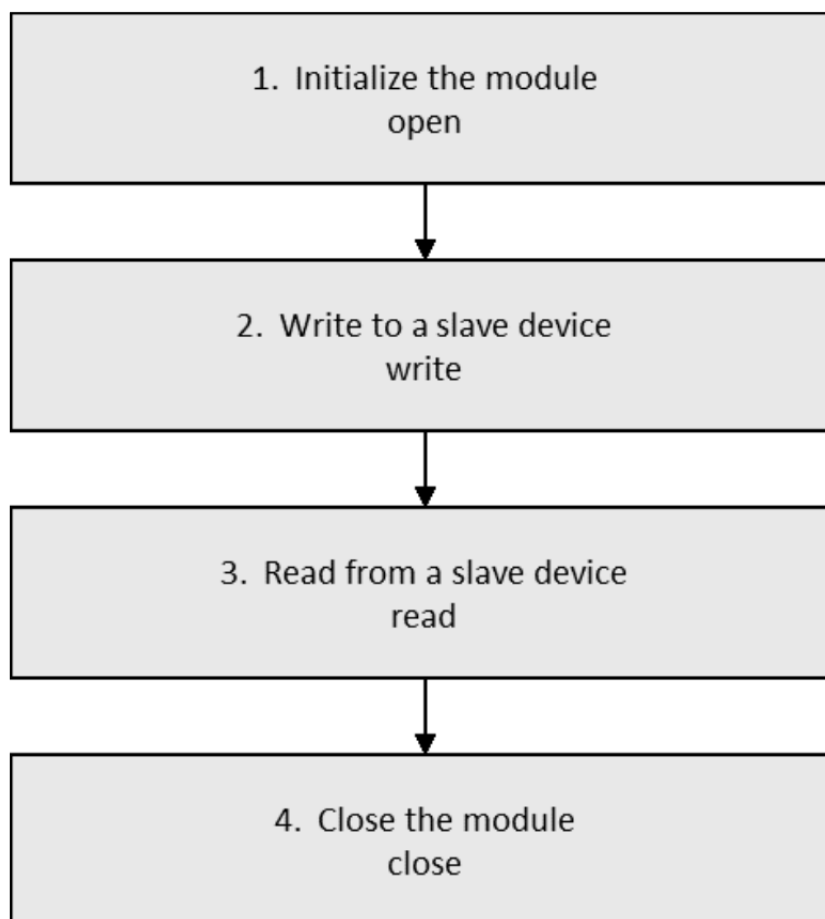 1. Initialize the module
open
2. Write to a slave device
write
3. Read from a slave device
read
4. Close the module
close